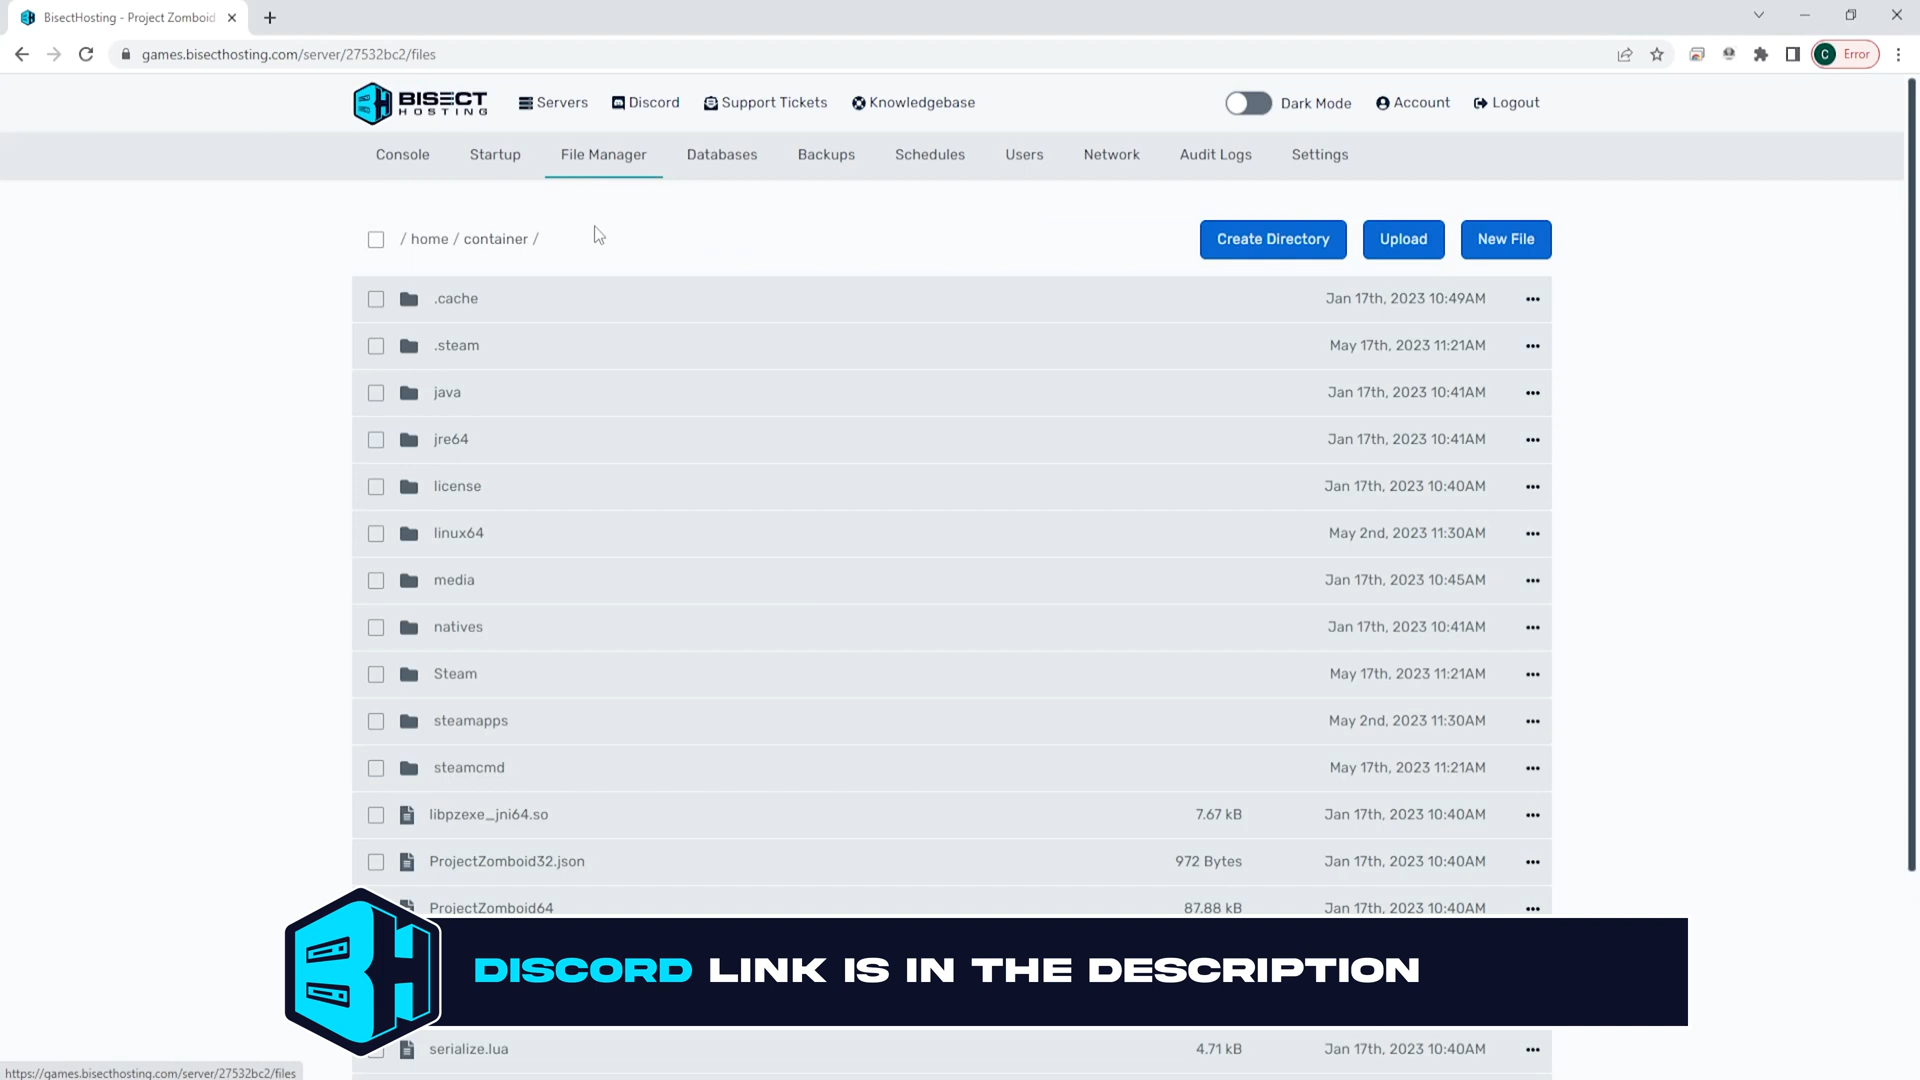 BisectHosting - Project Zomboid
games.bisecthosting.com/server/27532bc2/files
C Error
BISECT
HOSTING
Servers Discord Support Tickets Knowledgebase Dark Mode Account Logout
Console Startup File Manager Databases Backups Schedules Users Network Audit Logs Settings
/ home / container / Create Directory Upload New File
.cache Jan 17th, 2023 10:49AM
.steam May 17th, 2023 11:21AM
java Jan 17th, 2023 10:41AM
jre64 Jan 17th, 2023 10:41AM
license Jan 17th, 2023 10:40AM
linux64 May 2nd, 2023 11:30AM
media Jan 17th, 2023 10:45AM
natives Jan 17th, 2023 10:41AM
Steam May 17th, 2023 11:21AM
steamapps May 2nd, 2023 11:30AM
steamcmd May 17th, 2023 11:21AM
libpzexe_jni64.so 7.67 kB Jan 17th, 2023 10:40AM
ProjectZomboid32.json 972 Bytes Jan 17th, 2023 10:40AM
ProjectZomboid64 87.88 kB Jan 17th, 2023 10:40AM
DISCORD LINK IS IN THE DESCRIPTION
serialize.lua 4.71 kB Jan 17th, 2023 10:40AM
https://games.bisecthosting.com/server/27532bc2/files